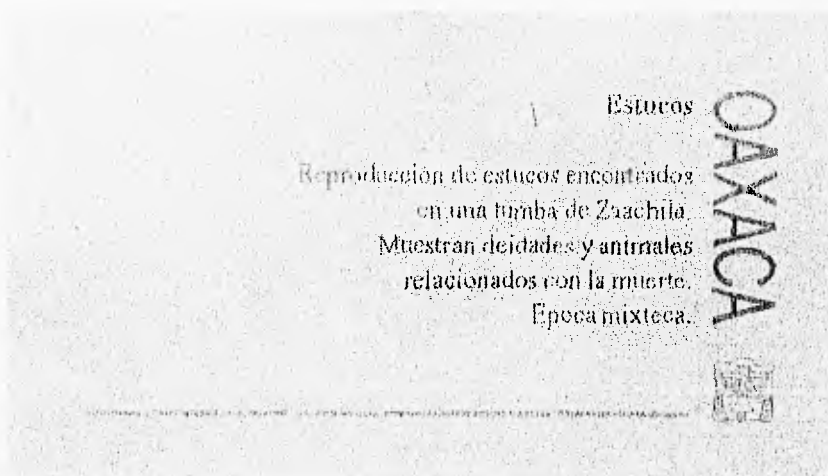 Estucos
Reproducción de estucos encontrados
en una tumba de Zaachila.
Muestran deidades y animales
relacionados con la muerte.
Epoca mixteca.
OAXACA